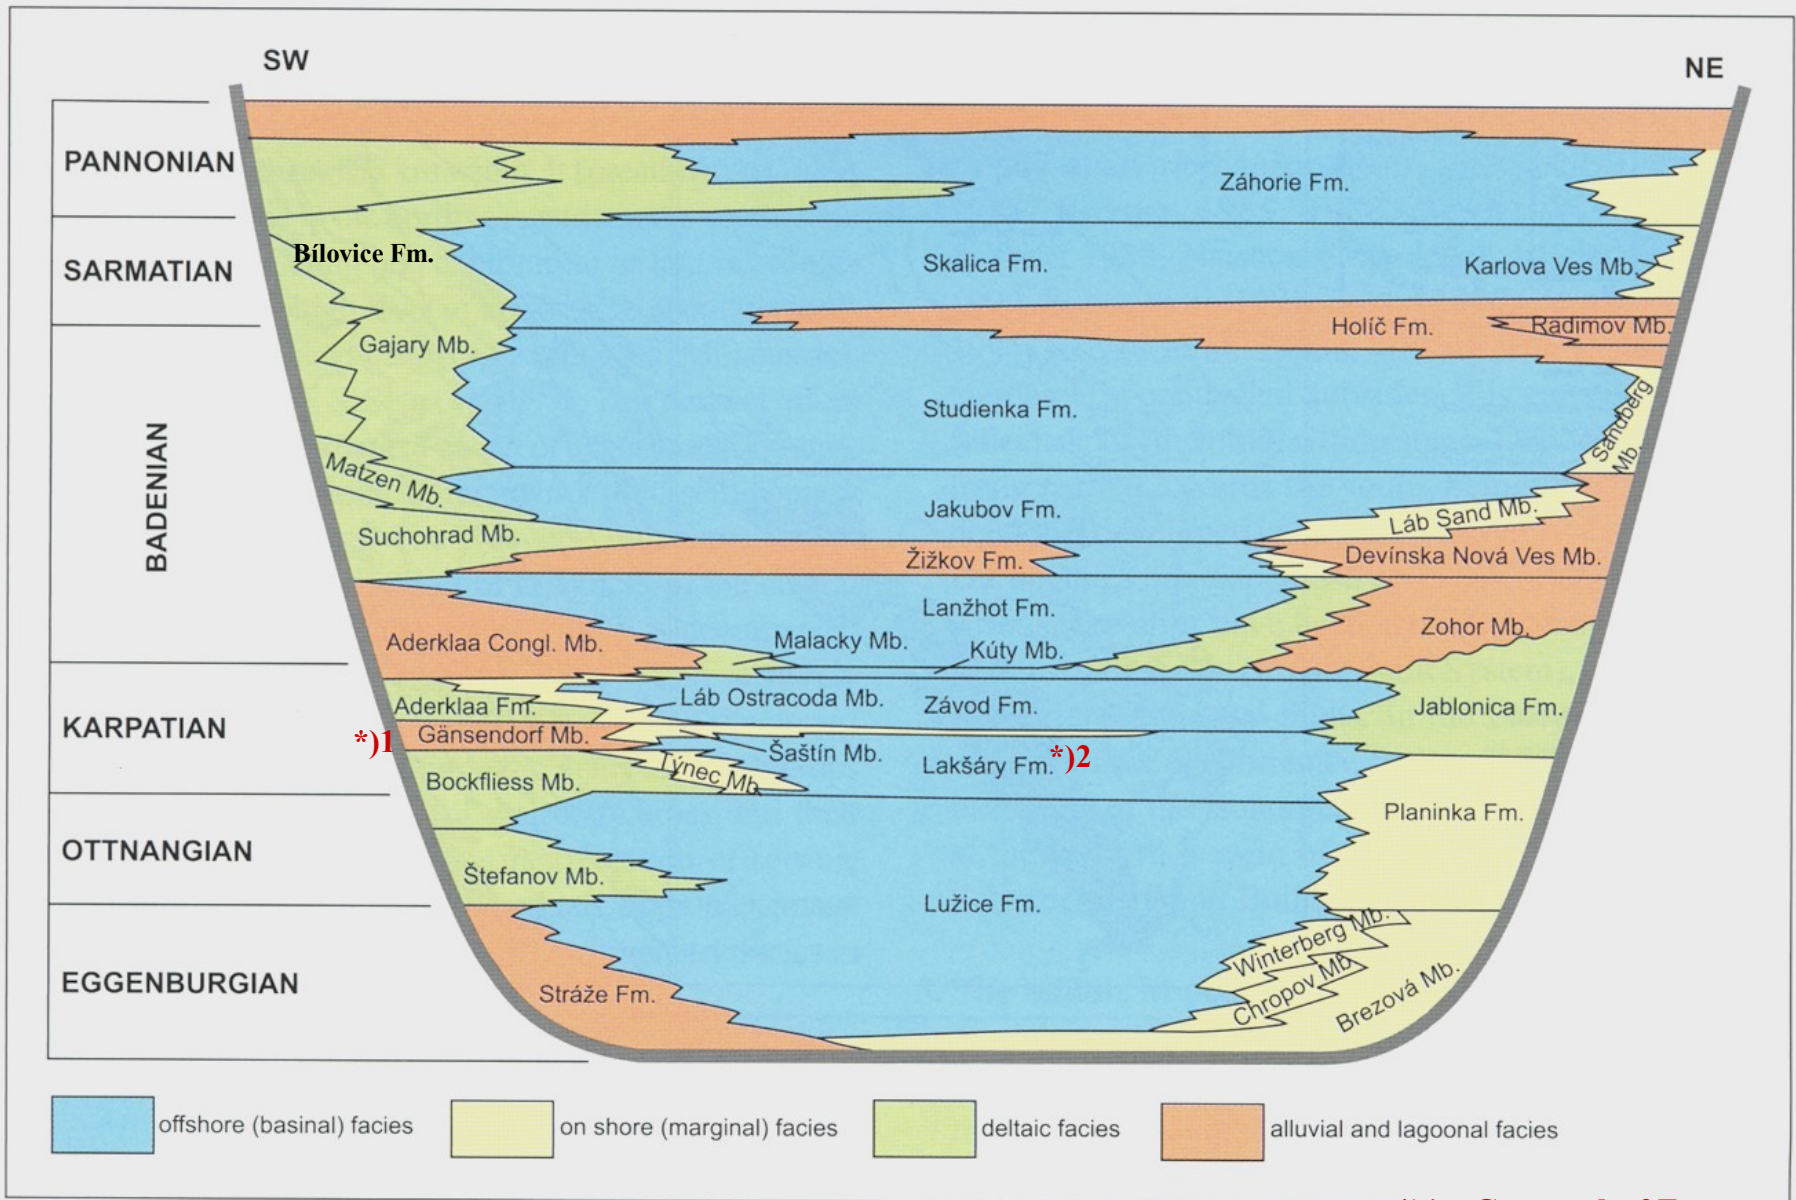 SW
NE
PANNONIAN
Záhorie Fm.
Bílovice Fm.
SARMATIAN
Skalica Fm.
Karlova Ves Mb.
Holíč Fm.
Radimov Mb.
Gajary Mb.
BADENIAN
Studienka Fm.
Sandberg
Mb.
Matzen Mb.
Jakubov Fm.
Láb Sand Mb.
Suchohrad Mb.
Žižkov Fm.
Devínska Nová Ves Mb.
Lanžhot Fm.
Zohor Mb.
Aderklaa Congl. Mb.
Malacky Mb.
Kúty Mb.
KARPATIAN
Aderklaa Fm.
Láb Ostracoda Mb.
Závod Fm.
Jablonica Fm.
*)1
Gänsendorf Mb.
Šaštín Mb.
Lakšáry Fm.
*)2
Týnec Mb.
Bockfliess Mb.
Planinka Fm.
OTTNANGIAN
Štefanov Mb.
Lužice Fm.
Winterberg Mb.
EGGENBURGIAN
Stráže Fm.
Chropov Mb
Brezová Mb.
offshore (basinal) facies
on shore (marginal) facies
deltaic facies
alluvial and lagoonal facies